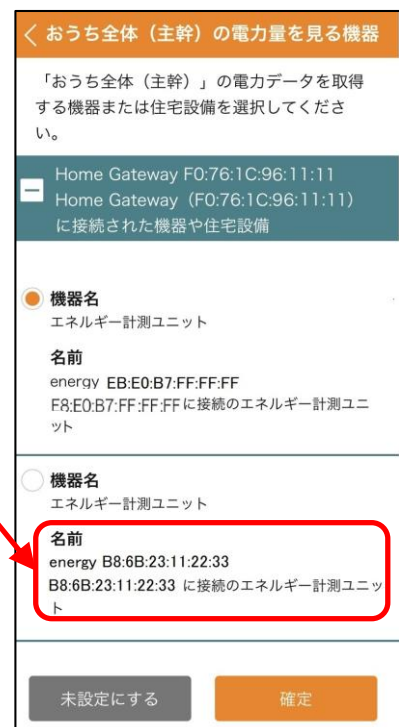 おうち全体（主幹）の電力量を見る機器
「おうち全体（主幹）」の電力データを取得
する機器または住宅設備を選択してくださ
い。
Home Gateway F0:76:1C:96:11:11
Home Gateway（F0:76:1C:96:11:11）
に接続された機器や住宅設備
機器名
エネルギー計測ユニット
名前
energy EB:E0:B7:FF:FF:FF
F8:E0:B7:FF:FF:FFに接続のエネルギー計測ユニ
ット
機器名
エネルギー計測ユニット
名前
energy B8:6B:23:11:22:33
B8:6B:23:11:22:33 に接続のエネルギー計測ユニッ
ト
未設定にする
確定